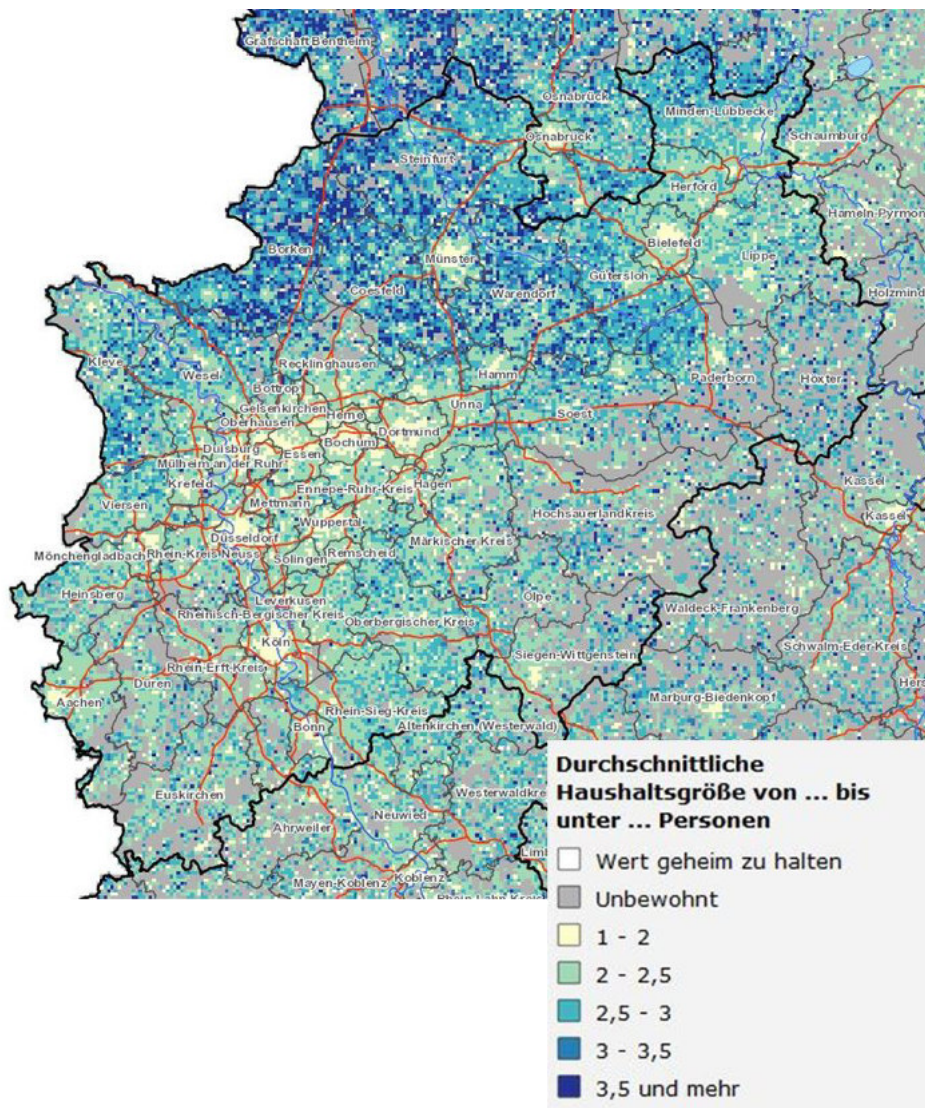 Grafschaft Bentheim
Osnabrück
Minden-Lübbecke
Schaumburg
Osnabrück
Steinfurt
Herford
Hameln-Pyrmon
Borken
Münster
Bielefeld
Lippe
Gütersloh
Coesfeld
Warendorf
Holzmind
Kleve
Wesel
Recklinghausen
Hamm
Paderborn
Höxter
Bottrop
Gelsenkirchen
Herne
Unna
Soest
Oberhausen
Dortmund
Duisburg
Bochum
Essen
Mülheim an der Ruhr
Hagen
Kassel
Krefeld
Ennepe-Ruhr-Kreis
Viersen
Mettmann
Hochsauerlandkreis
Kassel
Wuppertal
Düsseldorf
Märkischer Kreis
Mönchengladbach
Rhein-Kreis Neuss
Remscheid
Solingen
Heinsberg
Leverkusen
Olpe
Waldeck-Frankenberg
Rheinisch-Bergischer Kreis
Oberbergischer Kreis
Köln
Schwalm-Eder-Kreis
Siegen-Wittgenstein
Rhein-Erft-Kreis
Düren
Marburg-Biedenkopf
Aachen
Rhein-Sieg-Kreis
Altenkirchen (Westerwald)
Bonn
Euskirchen
Westerwaldkre
Neuwied
Ahrweiler
Mayen-Koblenz
Koblenz
Durchschnittliche
Haushaltsgröße von ... bis
unter ... Personen
Wert geheim zu halten
Unbewohnt
1 - 2
2 - 2,5
2,5 - 3
3 - 3,5
3,5 und mehr